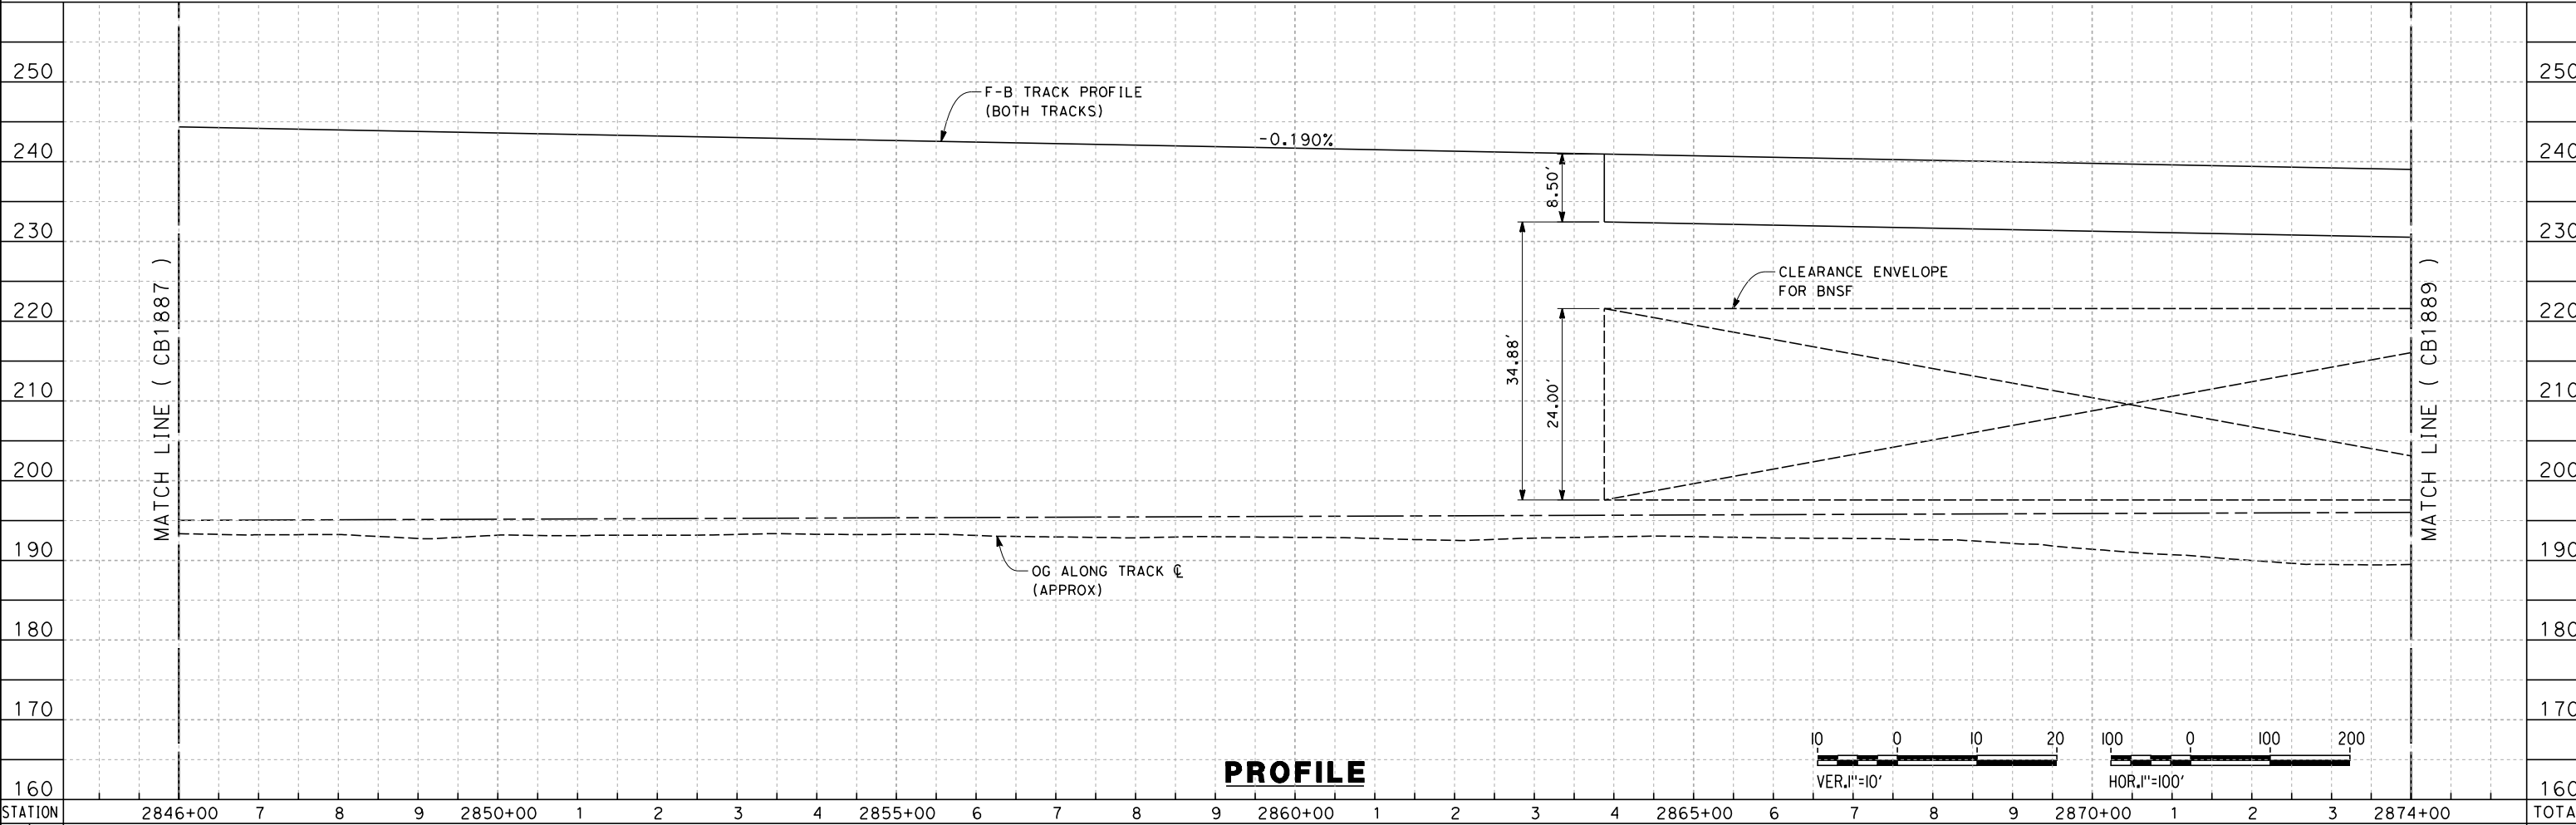 250
250
F-B TRACK PROFILE
(BOTH TRACKS)
-0.190%
240
240
8.50'
230
230
CLEARANCE ENVELOPE
FOR BNSF
220
220
34.88'
24.00'
210
210
MATCH LINE ( CB1887 )
MATCH LINE ( CB1889 )
200
200
190
190
OG ALONG TRACK ℄
(APPROX)
180
180
170
170
10 0 10 20
VER.1"=10'
100 0 100 200
HOR.1"=100'
PROFILE
160
160
STATION 2846+00 7 8 9 2850+00 1 2 3 4 2855+00 6 7 8 9 2860+00 1 2 3 4 2865+00 6 7 8 9 2870+00 1 2 3 2874+00 TOTA